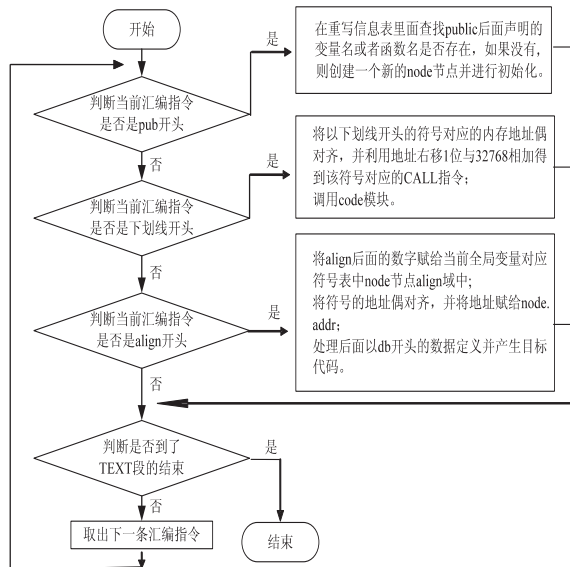 开始
是
在重写信息表里面查找public后面声明的
变量名或者函数名是否存在，如果没有，
则创建一个新的node节点并进行初始化。
判断当前汇编指令
是否是pub开头
否
是
将以下划线开头的符号对应的内存地址偶
对齐，并利用地址右移1位与32768相加得
到该符号对应的CALL指令；
调用code模块。
判断当前汇编指令
是否是下划线开头
否
将align后面的数字赋给当前全局变量对应
符号表中node节点align域中；
将符号的地址偶对齐，并将地址赋给node.
addr；
处理后面以db开头的数据定义并产生目标
代码。
判断当前汇编指令
是否是align开头
是
否
判断是否到了
TEXT段的结束
是
否
取出下一条汇编指令
结束